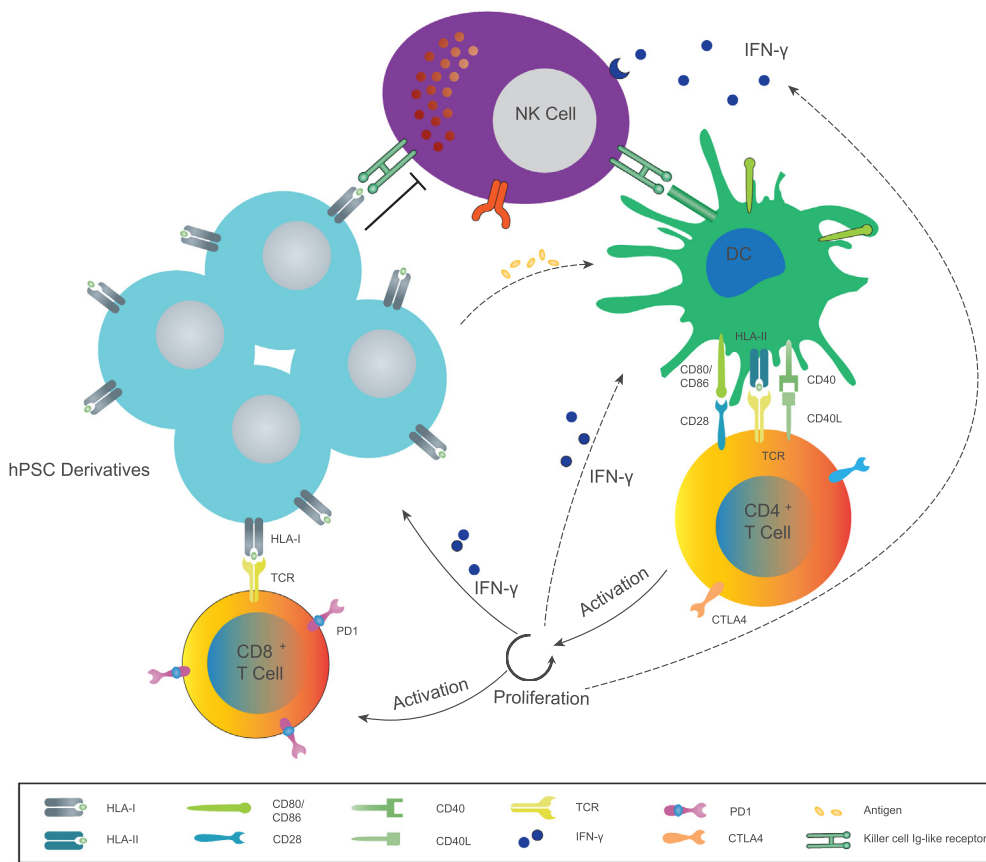 IFN-γ
NK Cell
DC
HLA-II
CD80/
CD86
CD40
CD28
CD40L
TCR
hPSC Derivatives
IFN-γ
CD4 +
T Cell
HLA-I
TCR
IFN-γ
Activation
CTLA4
PD1
CD8 +
T Cell
Activation
Proliferation
HLA-I
CD80/
CD86
CD40
TCR
PD1
Antigen
HLA-II
CD28
CD40L
IFN-γ
CTLA4
Killer cell Ig-like receptor